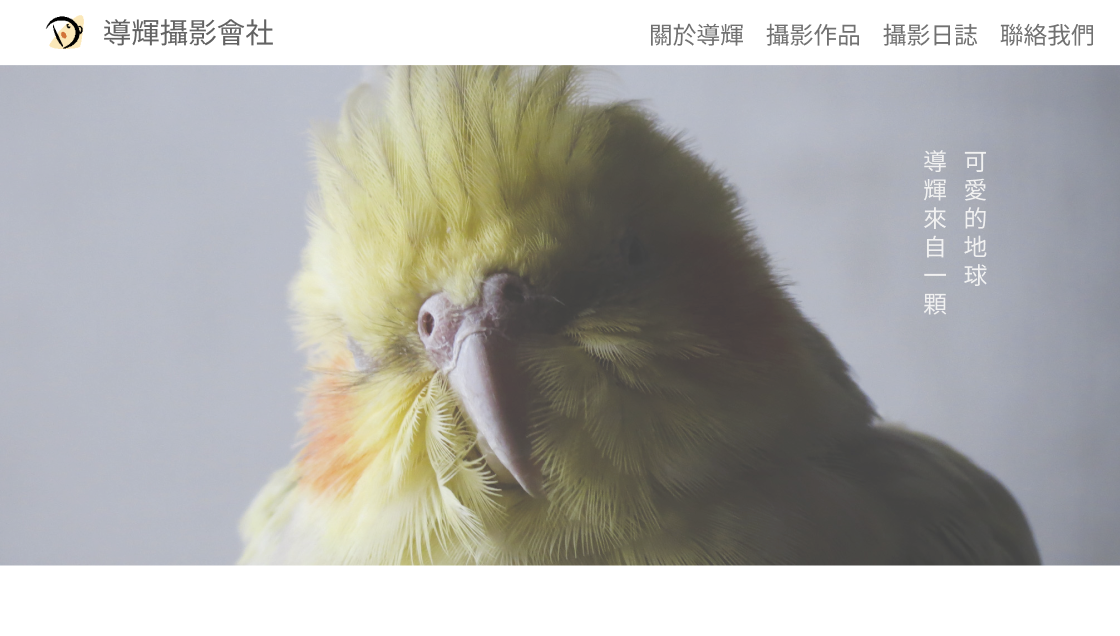 導輝攝影會社
關於導輝
攝影作品
攝影日誌
聯絡我們
導輝來自一顆
可愛的地球